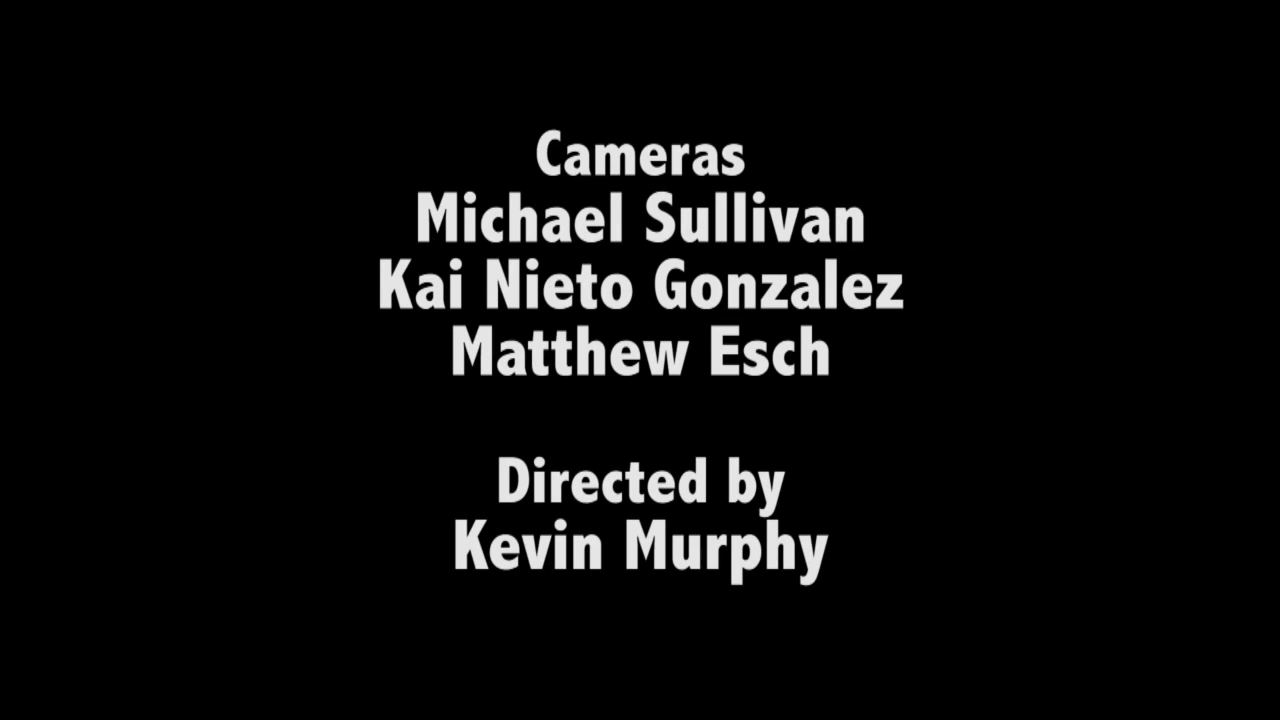 Cameras
Michael Sullivan
Kai Nieto Gonzalez
Matthew Esch
Directed by
Kevin Murphy